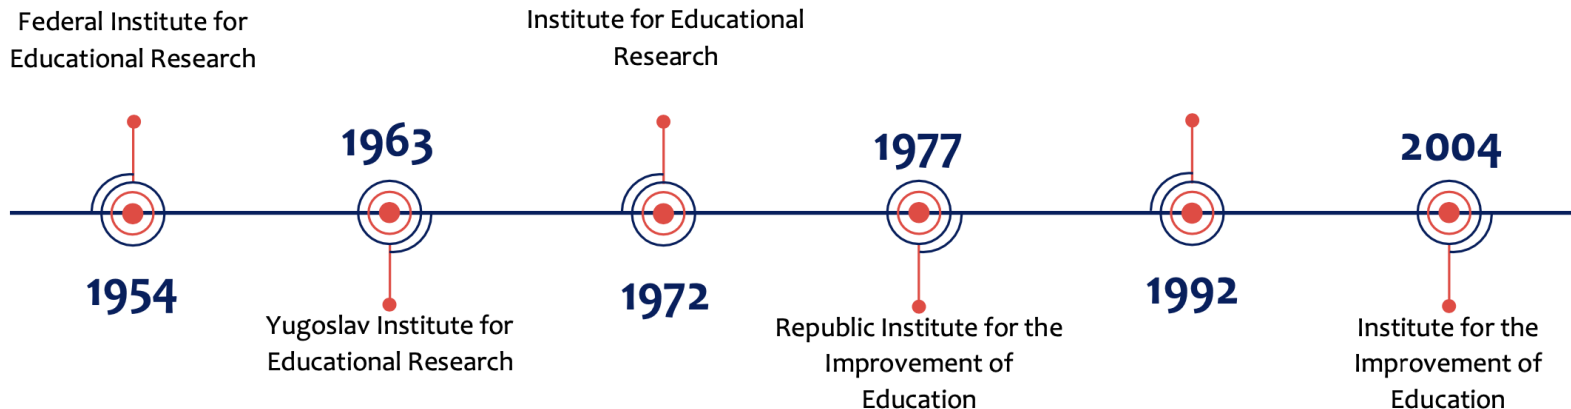 Federal Institute for
Educational Research
1954
1963
Yugoslav Institute for
Educational Research
Institute for Educational
Research
1972
1977
Republic Institute for the
Improvement of
Education
1992
2004
Institute for the
Improvement of
Education